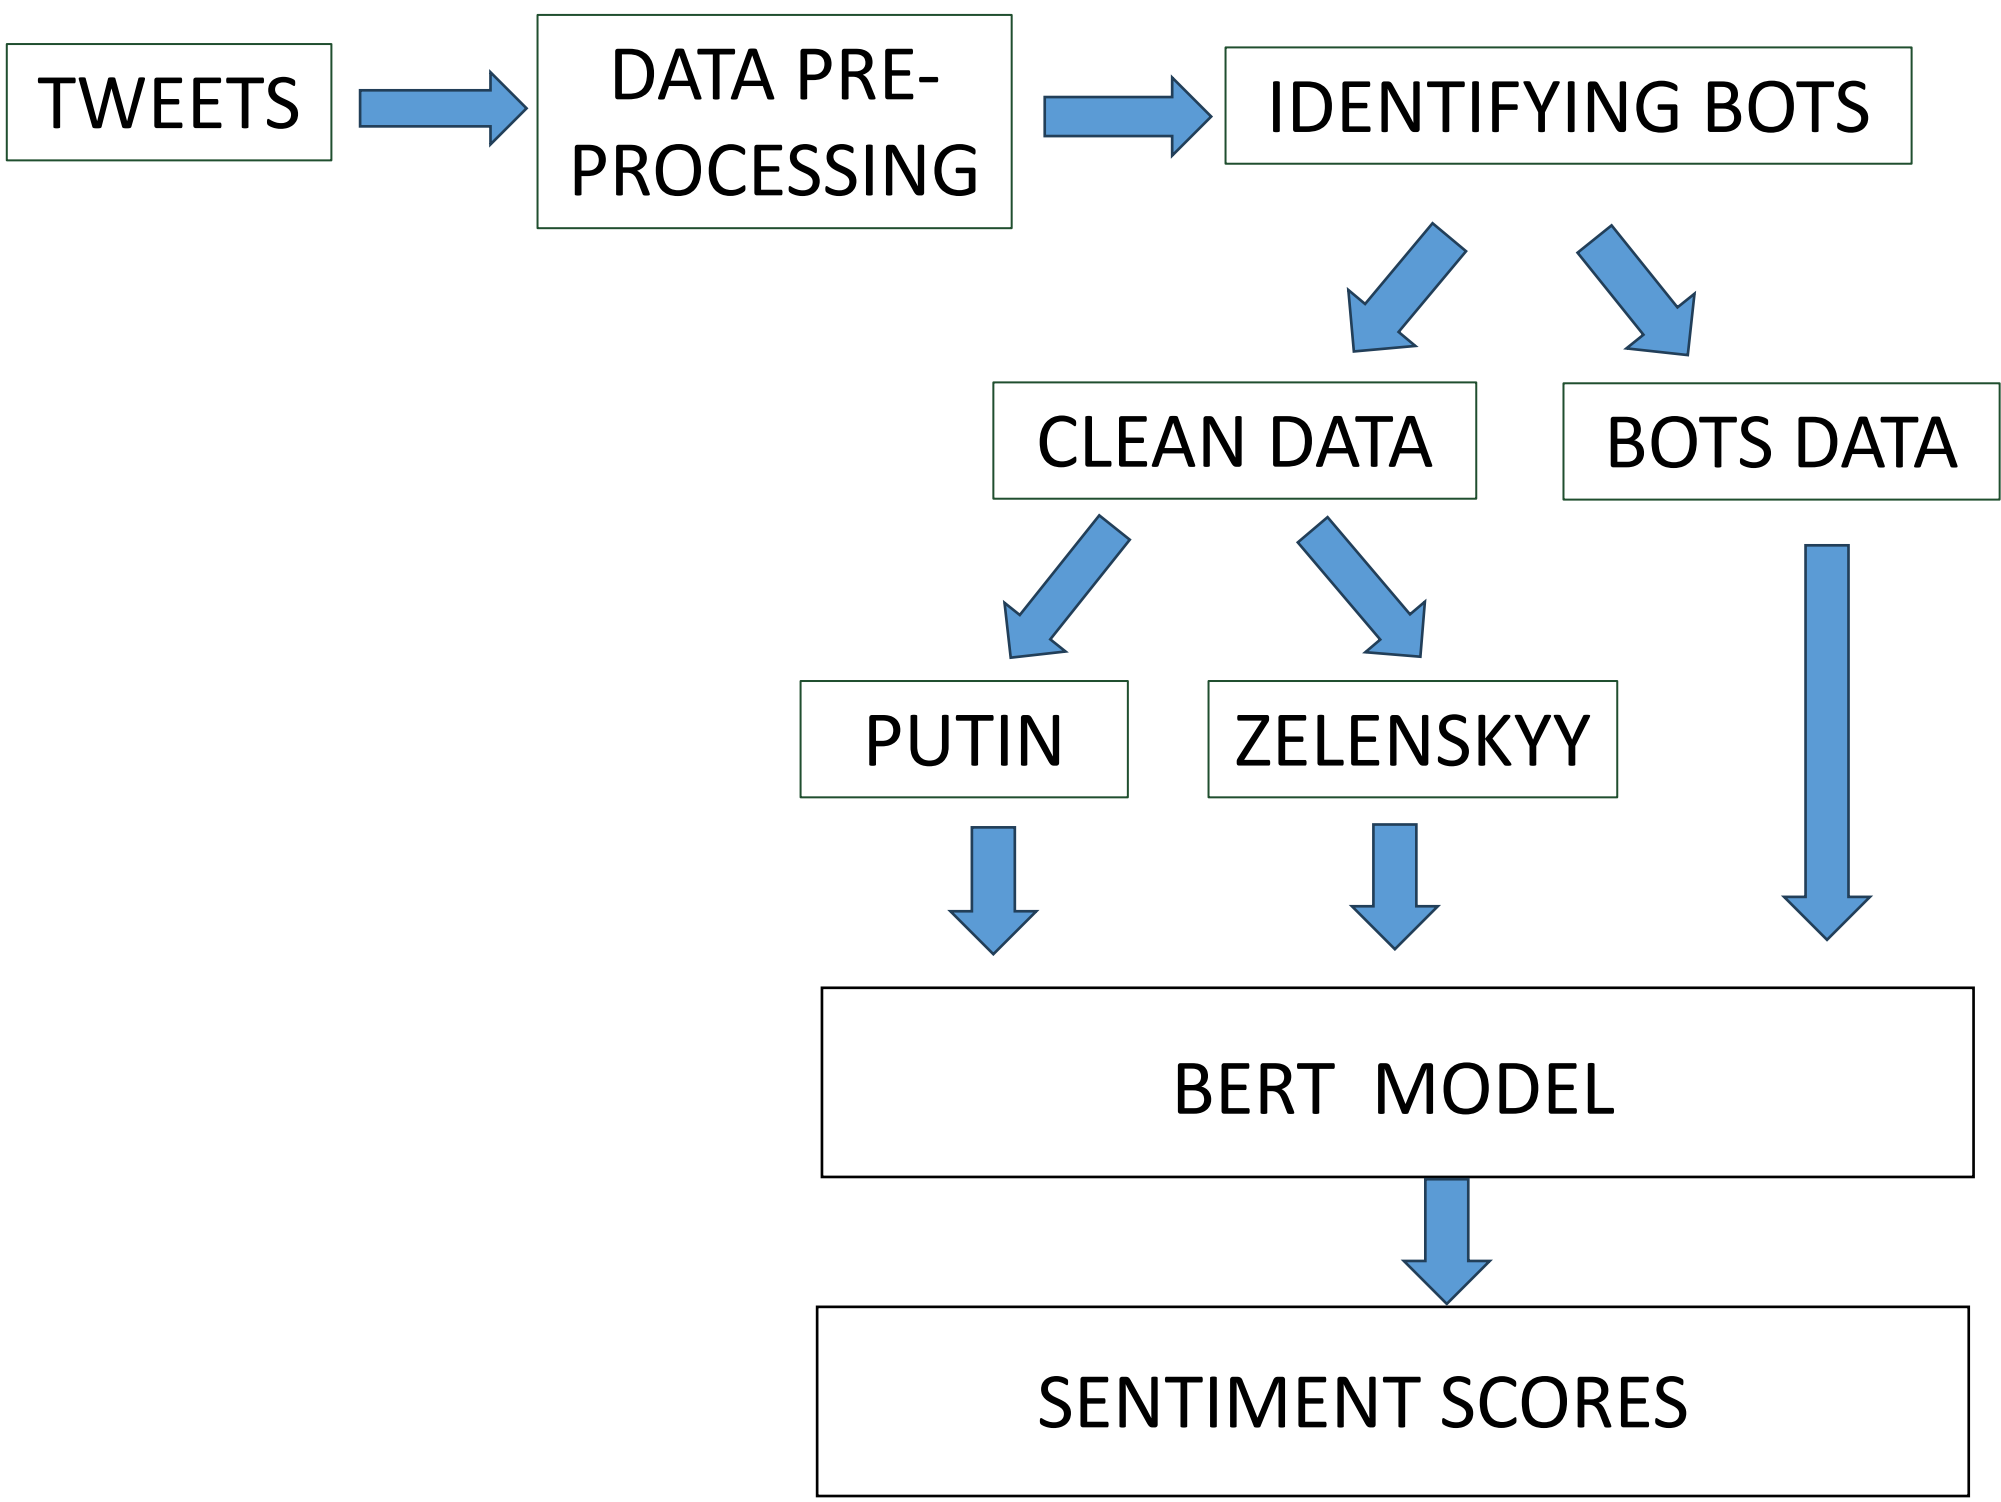 TWEETS
DATA PRE-
PROCESSING
IDENTIFYING BOTS
CLEAN DATA
BOTS DATA
PUTIN
ZELENSKYY
BERT  MODEL
SENTIMENT SCORES